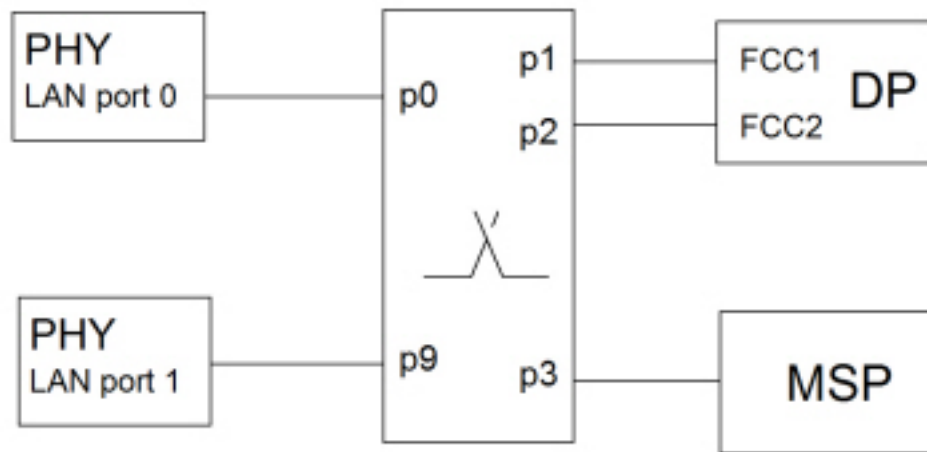 PHY
LAN port 0
p0
p1
p2
FCC1
FCC2
DP
PHY
LAN port 1
p9
p3
MSP